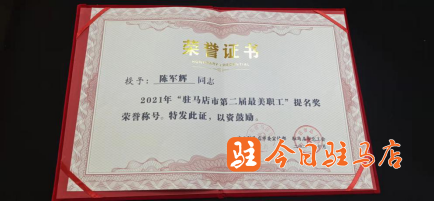 荣誉证书
授予：陈军辉 同志
2021年“驻马店市第二届最美职工”提名奖
荣誉称号。特发此证，以资鼓励。
驻 今日驻马店